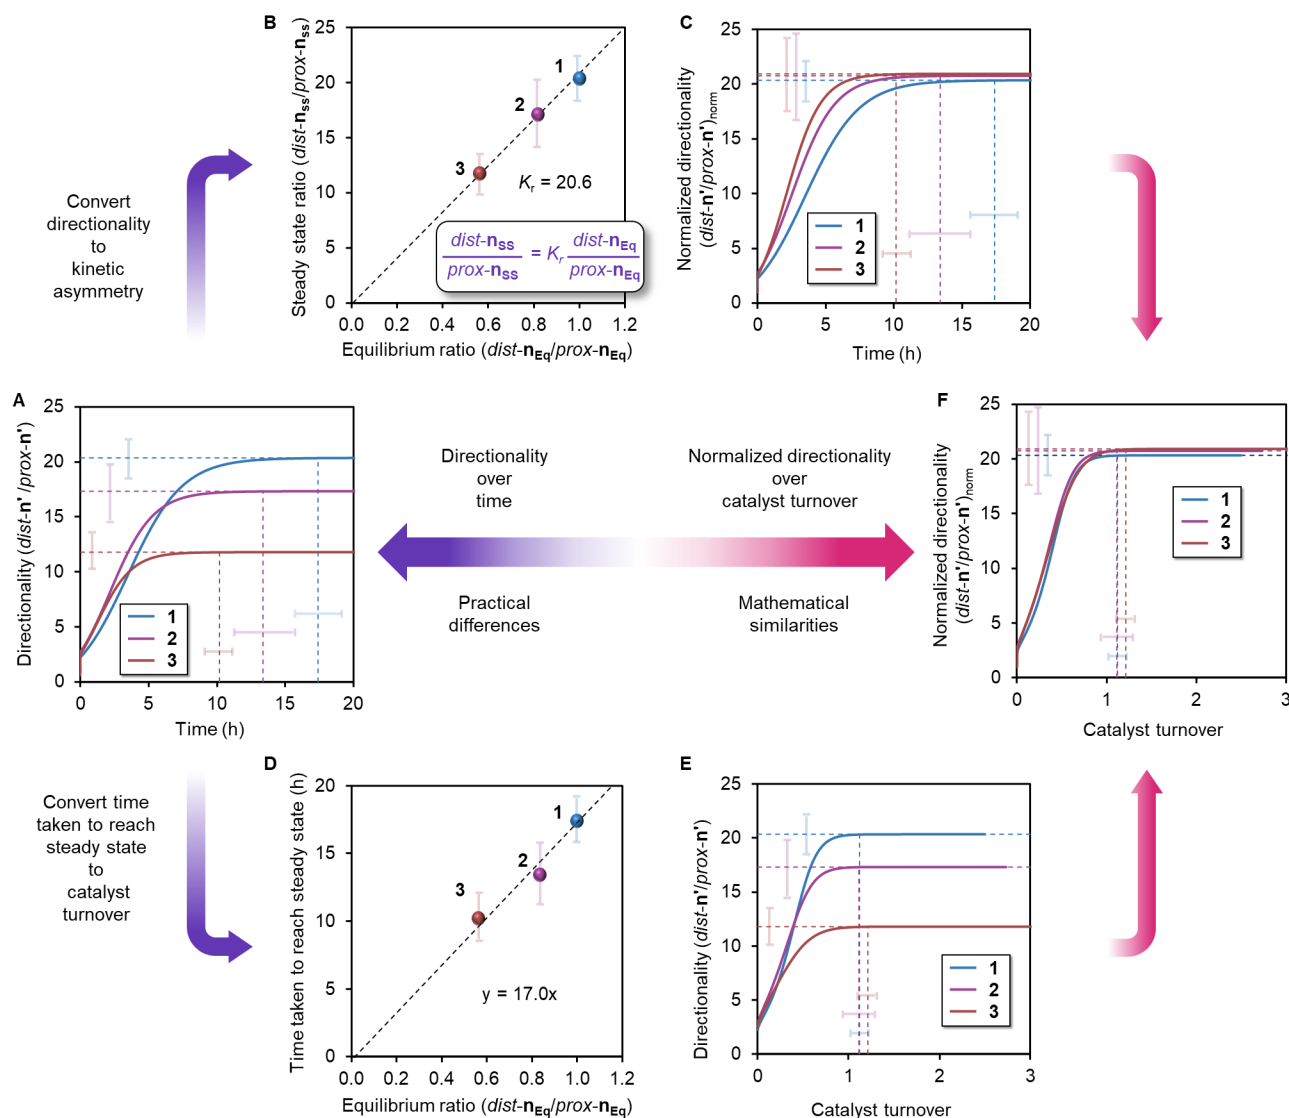 B
25
20
15
10
5
0
0.0 0.2 0.4 0.6 0.8 1.0 1.2
Steady state ratio (dist-nss/prox-nss)
Equilibrium ratio (dist-nEq/prox-nEq)
1
2
3
Kr = 20.6
dist-nSS / prox-nSS = Kr dist-nEq / prox-nEq
C
25
20
15
10
5
0
0 5 10 15 20
Normalized directionality
(dist-n'/prox-n')norm
Time (h)
1
2
3
Convert
directionality
to
kinetic
asymmetry
A
25
20
15
10
5
0
0 5 10 15 20
Directionality (dist-n'/prox-n')
Time (h)
1
2
3
Directionality
over
time
Normalized directionality
over
catalyst turnover
Practical
differences
Mathematical
similarities
F
25
20
15
10
5
0
0 1 2 3
Normalized directionality
(dist-n'/prox-n')norm
Catalyst turnover
1
2
3
Convert time
taken to reach
steady state
to
catalyst
turnover
D
20
15
10
5
0
0.0 0.2 0.4 0.6 0.8 1.0 1.2
Time taken to reach steady state (h)
Equilibrium ratio (dist-nEq/prox-nEq)
1
2
3
y = 17.0x
E
25
20
15
10
5
0
0 1 2 3
Directionality (dist-n'/prox-n')
Catalyst turnover
1
2
3